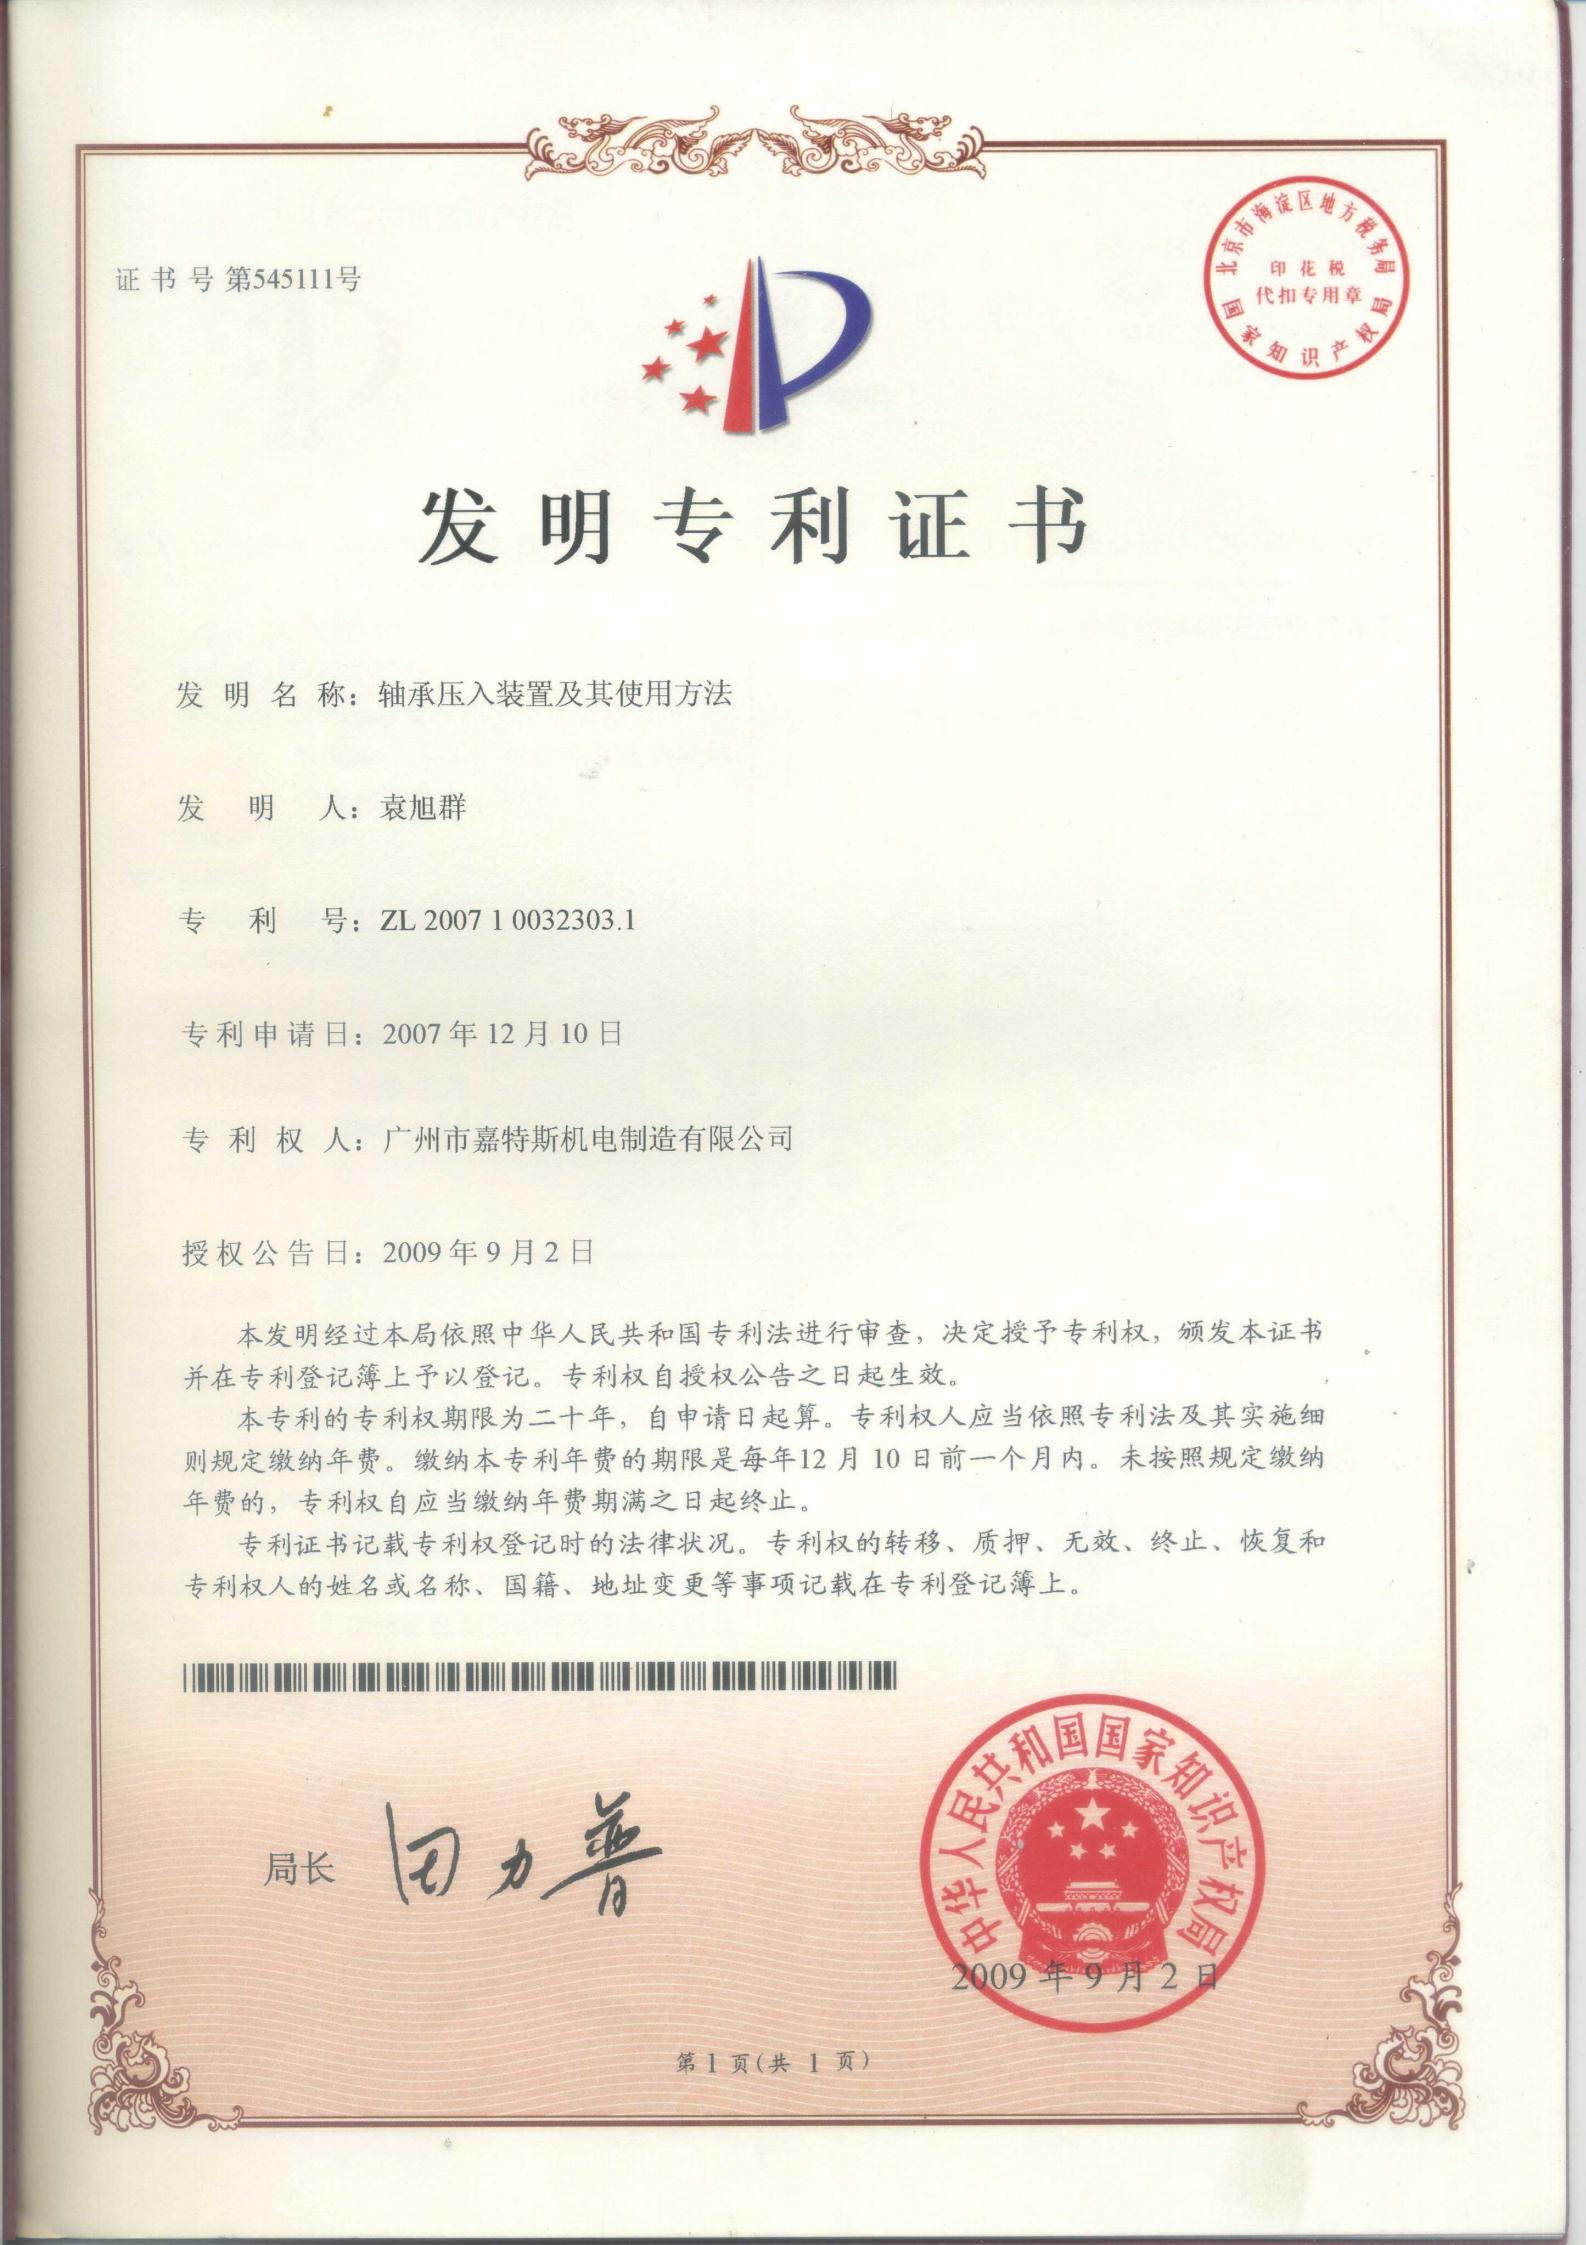 证书号第545111号
北京市海淀区地方税务局
印花税
代扣专用章
国家知识产权局
发明专利证书
发明名称：轴承压入装置及其使用方法
发明人：袁旭群
专利号：ZL 2007 1 0032303.1
专利申请日：2007年12月10日
专利权人：广州市嘉特斯机电制造有限公司
授权公告日：2009年9月2日
本发明经过本局依照中华人民共和国专利法进行审查，决定授予专利权，颁发本证书
并在专利登记簿上予以登记。专利权自授权公告之日起生效。
本专利的专利权期限为二十年，自申请日起算。专利权人应当依照专利法及其实施细
则规定缴纳年费。缴纳本专利年费的期限是每年12月10日前一个月内。未按照规定缴纳
年费的，专利权自应当缴纳年费期满之日起终止。
专利证书记载专利权登记时的法律状况。专利权的转移、质押、无效、终止、恢复和
专利权人的姓名或名称、国籍、地址变更等事项记载在专利登记簿上。
局长 田力普
中华人民共和国国家知识产权局
2009年9月2日
第1页(共1页)